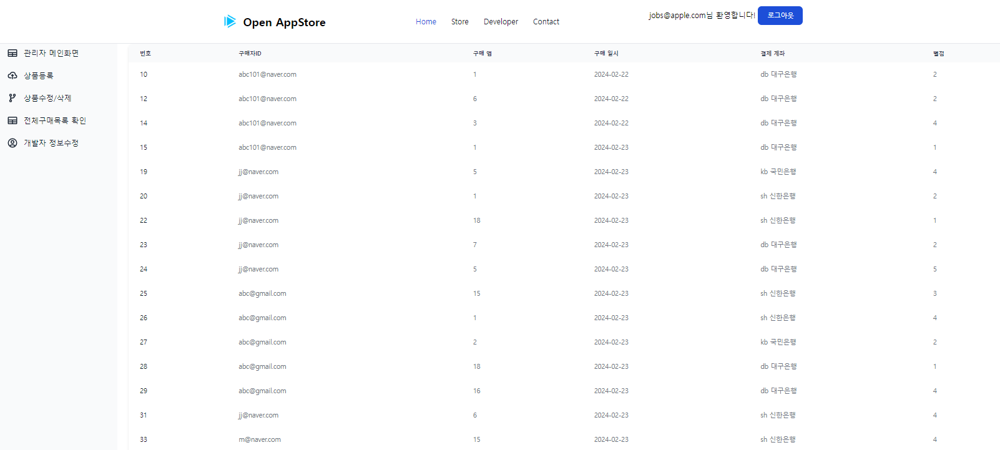 Open AppStore
Home Store Developer Contact
jobs@apple.com님 환영합니다! 로그아웃
관리자 메인화면
상품등록
상품수정/삭제
전체구매목록 확인
개발자 정보수정
번호 구매자ID 구매 앱 구매 일시 결제 계좌 별점
10 abc101@naver.com 1 2024-02-22 db 대구은행 2
12 abc101@naver.com 6 2024-02-22 db 대구은행 2
14 abc101@naver.com 3 2024-02-22 db 대구은행 4
15 abc101@naver.com 1 2024-02-23 db 대구은행 1
19 jj@naver.com 5 2024-02-23 kb 국민은행 4
20 jj@naver.com 1 2024-02-23 sh 신한은행 2
22 jj@naver.com 18 2024-02-23 sh 신한은행 1
23 jj@naver.com 7 2024-02-23 db 대구은행 2
24 jj@naver.com 5 2024-02-23 db 대구은행 5
25 abc@gmail.com 15 2024-02-23 sh 신한은행 3
26 abc@gmail.com 1 2024-02-23 sh 신한은행 4
27 abc@gmail.com 2 2024-02-23 kb 국민은행 2
28 abc@gmail.com 18 2024-02-23 db 대구은행 1
29 abc@gmail.com 16 2024-02-23 db 대구은행 4
31 jj@naver.com 6 2024-02-23 sh 신한은행 4
33 m@naver.com 15 2024-02-23 sh 신한은행 4